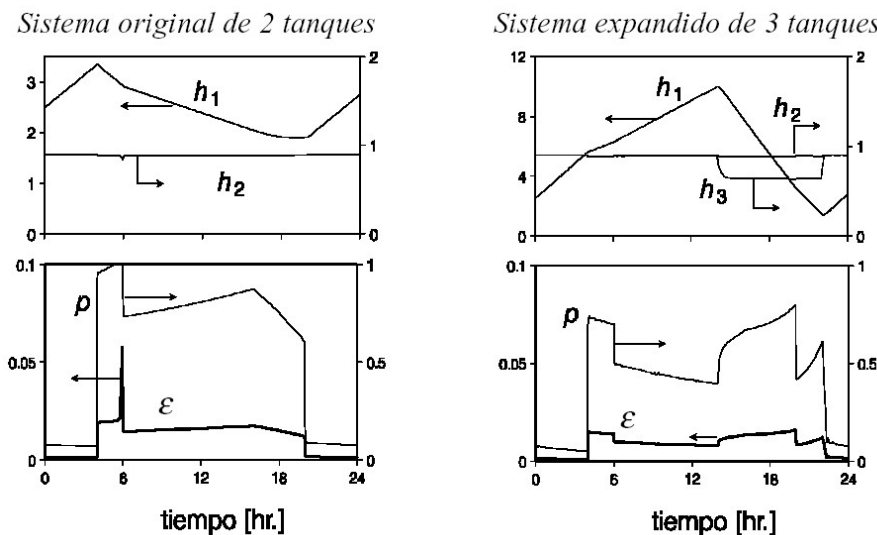 Sistema original de 2 tanques
Sistema expandido de 3 tanques
3
2
1
0
2
1
0
h₁
h₂
12
8
4
0
2
1
0
h₁
h₂
h₃
0.1
0.05
0
1
0.5
0
p
ε
0 6 12 18 24
tiempo [hr.]
0.1
0.05
0
1
0.5
0
p
ε
0 6 12 18 24
tiempo [hr.]